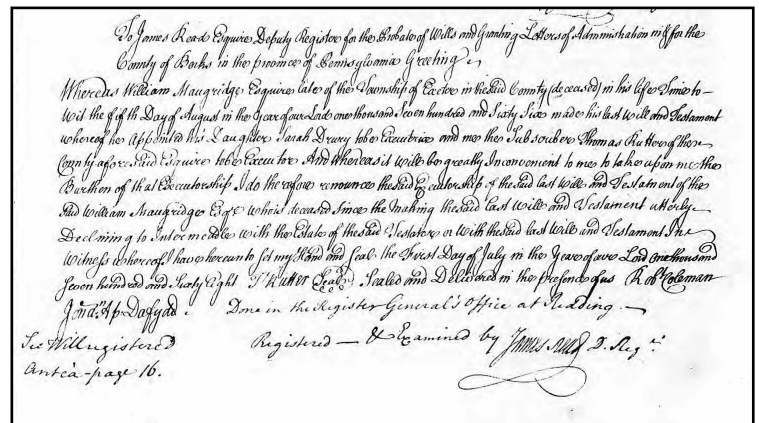 To James Read Esquire Deputy Register for the Probate of Wills and Granting Letters of Administration in & for the
County of Berks in the province of Pennsylvania Greeting
Whereas William Maugridge Esquire late of the Township of Exeter in the said County (deceased) in his life Time to-
Wit the fifth Day of August in the Year of our Lord one thousand Seven hundred and Sixty Six made his last Will and Testament
whereof he Appointed his Daughter Sarah Drury to be Executrix and me the Subscriber Thomas Rutter of the
County aforesaid Esquire to be Executor And whereas it Will be greatly Inconvenient to me to take upon me the
Burthen of that Executorship I do therefore renounce the said Executorship of the said last Will and Testament of the
said William Maugridge Esqr. who is deceased since the making the said last Will and Testament utterly
Declining to Intermeddle with the Estate of the said Testator or with the said last Will and Testament In
Witness whereof I have hereunto set my Hand and Seal the First Day of July in the Year of our Lord One thousand
Seven hundred and Sixty Eight T. Rutter Seal Sealed and Delivered in the presence of us Robt. Coleman
Jondn. Ap-Dafydd. Done in the Register General's Office at Reading.—
See Will registered Registered — & Examined by James Read D. Regr.
Antea-page 16.